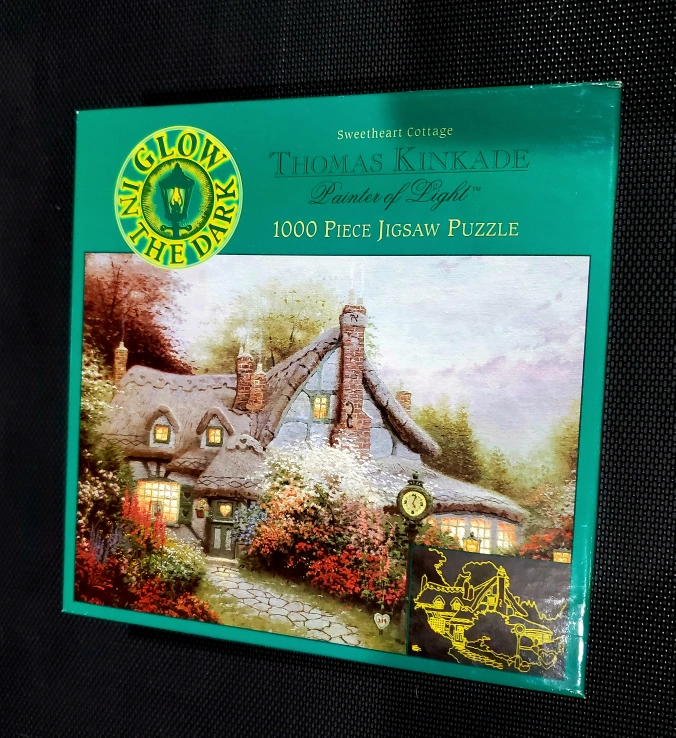 GLOW
IN THE DARK
Sweetheart Cottage
THOMAS KINKADE
Painter of Light™
1000 PIECE JIGSAW PUZZLE